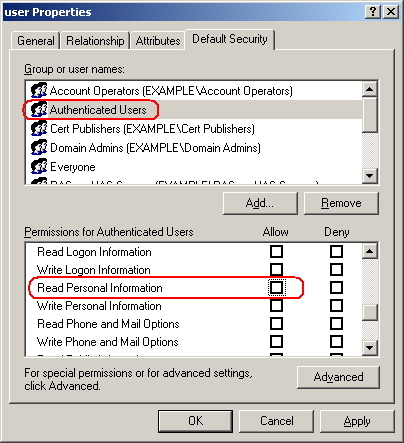 user Properties
General Relationship Attributes Default Security
Group or user names:
Account Operators (EXAMPLE\Account Operators)
Authenticated Users
Cert Publishers (EXAMPLE\Cert Publishers)
Domain Admins (EXAMPLE\Domain Admins)
Everyone
Add... Remove
Permissions for Authenticated Users Allow Deny
Read Logon Information
Write Logon Information
Read Personal Information
Write Personal Information
Read Phone and Mail Options
Write Phone and Mail Options
For special permissions or for advanced settings,
click Advanced.
Advanced
OK Cancel Apply